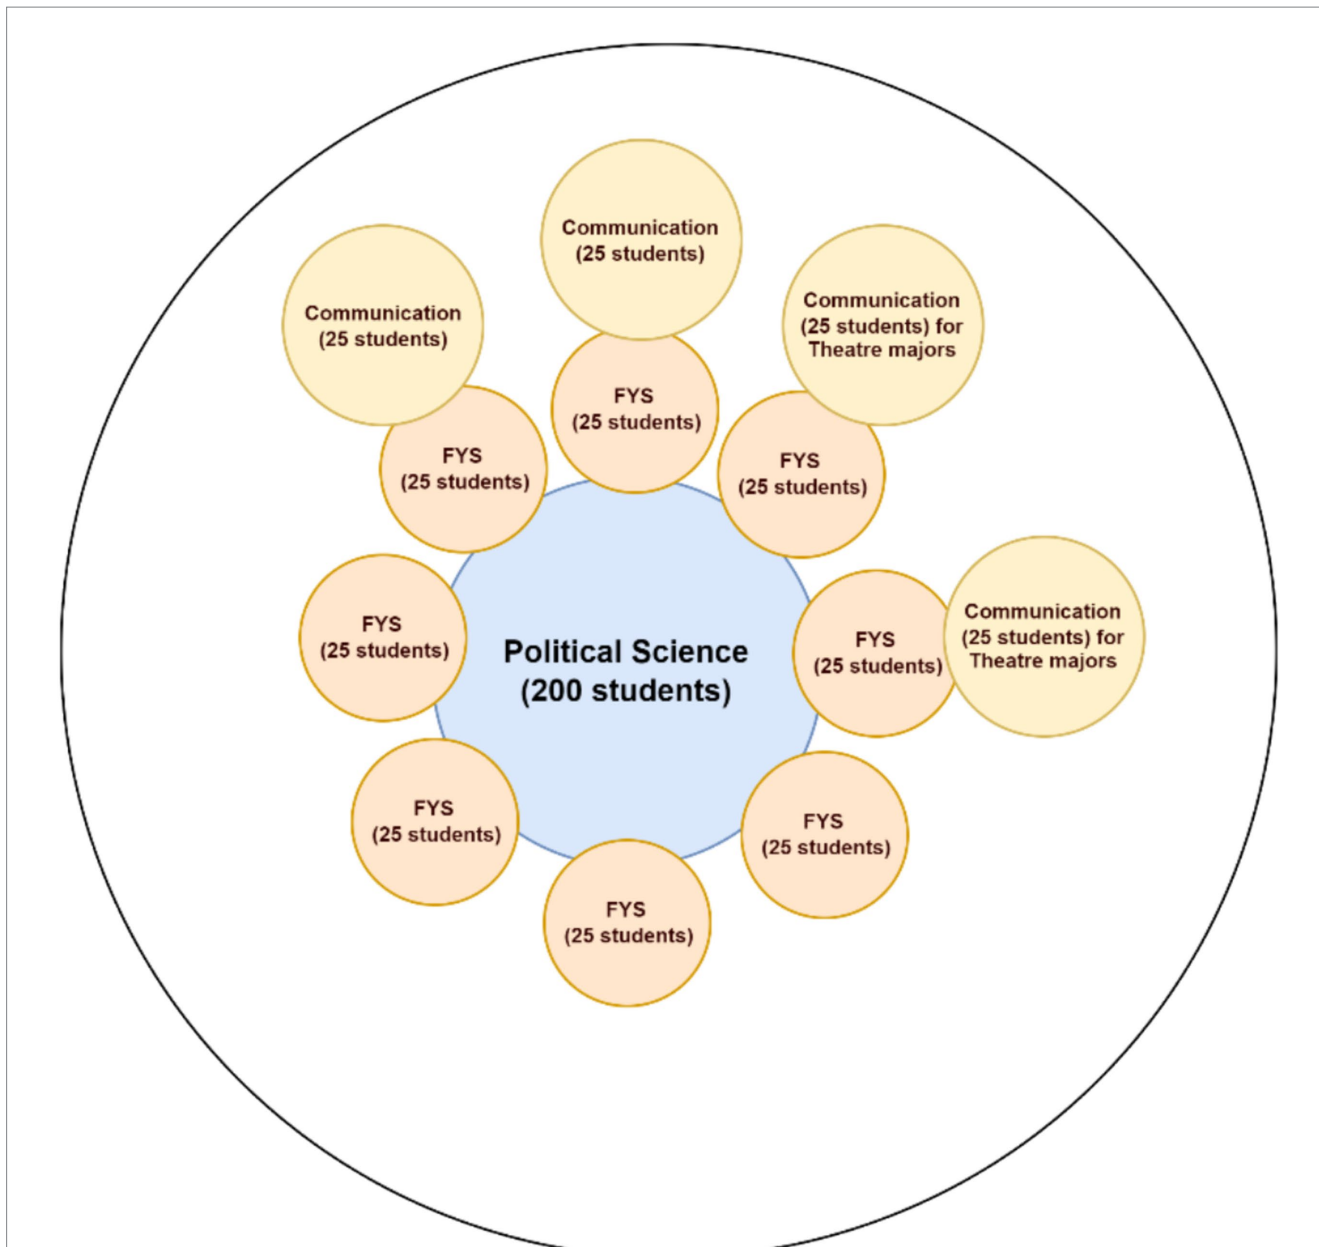 Communication
(25 students)
Communication
(25 students)
Communication
(25 students) for
Theatre majors
FYS
(25 students)
FYS
(25 students)
FYS
(25 students)
FYS
(25 students)
Political Science
(200 students)
FYS
(25 students)
Communication
(25 students) for
Theatre majors
FYS
(25 students)
FYS
(25 students)
FYS
(25 students)